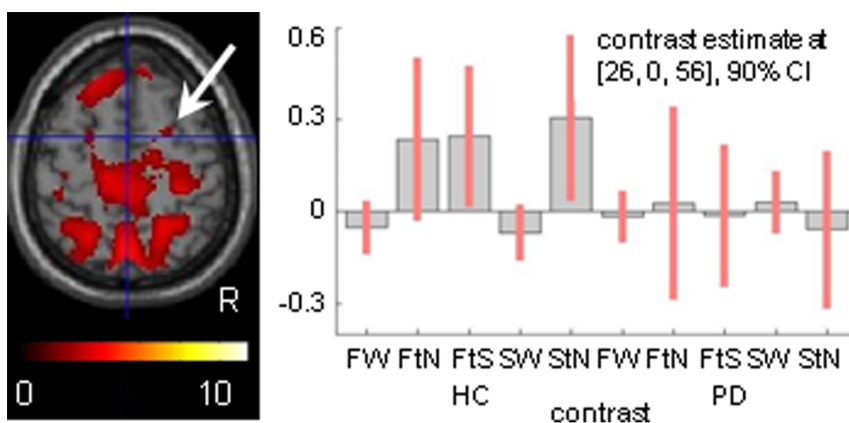 R
0 10
0.6
0.3
0
-0.3
contrast estimate at
[26, 0, 56], 90% CI
FW FtN FtS SW StN FW FtN FtS SW StN
HC PD
contrast